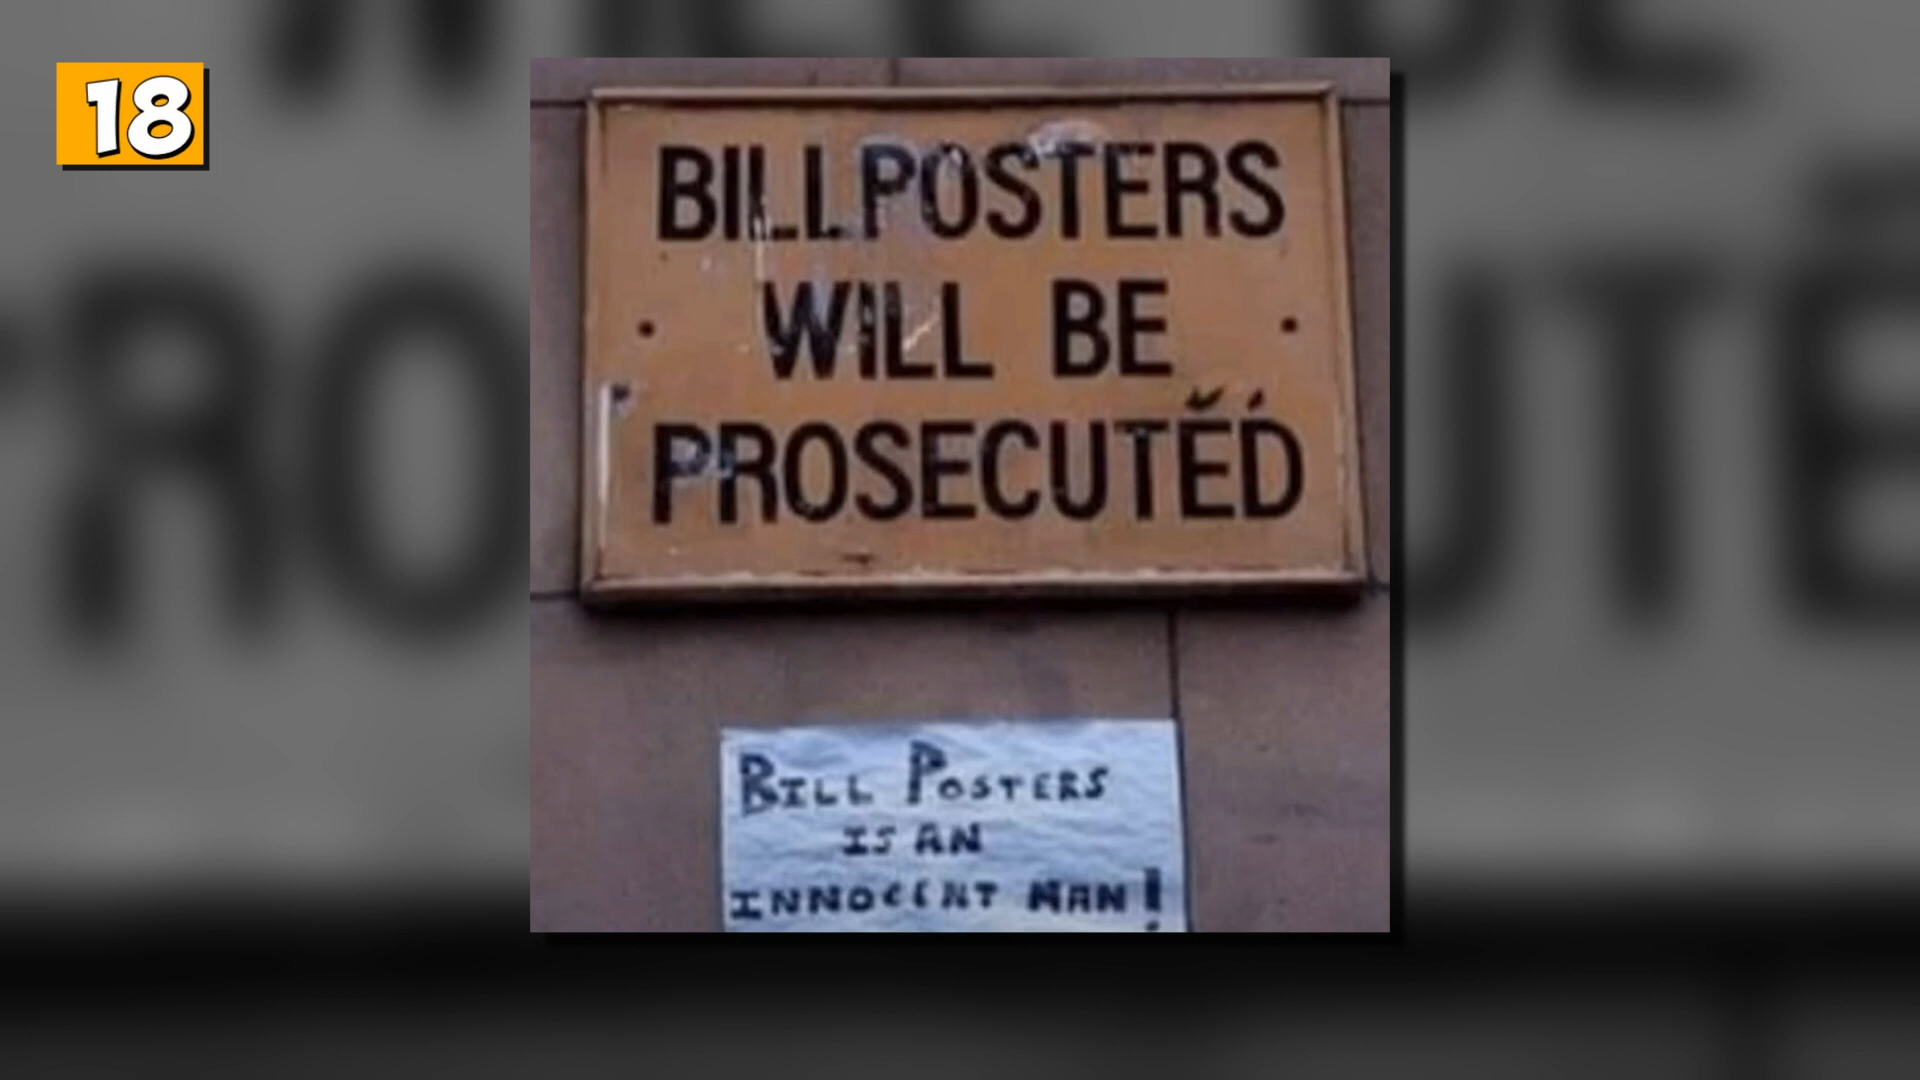 18
BILLPOSTERS
WILL BE
PROSECUTED
BILL POSTERS
IS AN
INNOCENT MAN!